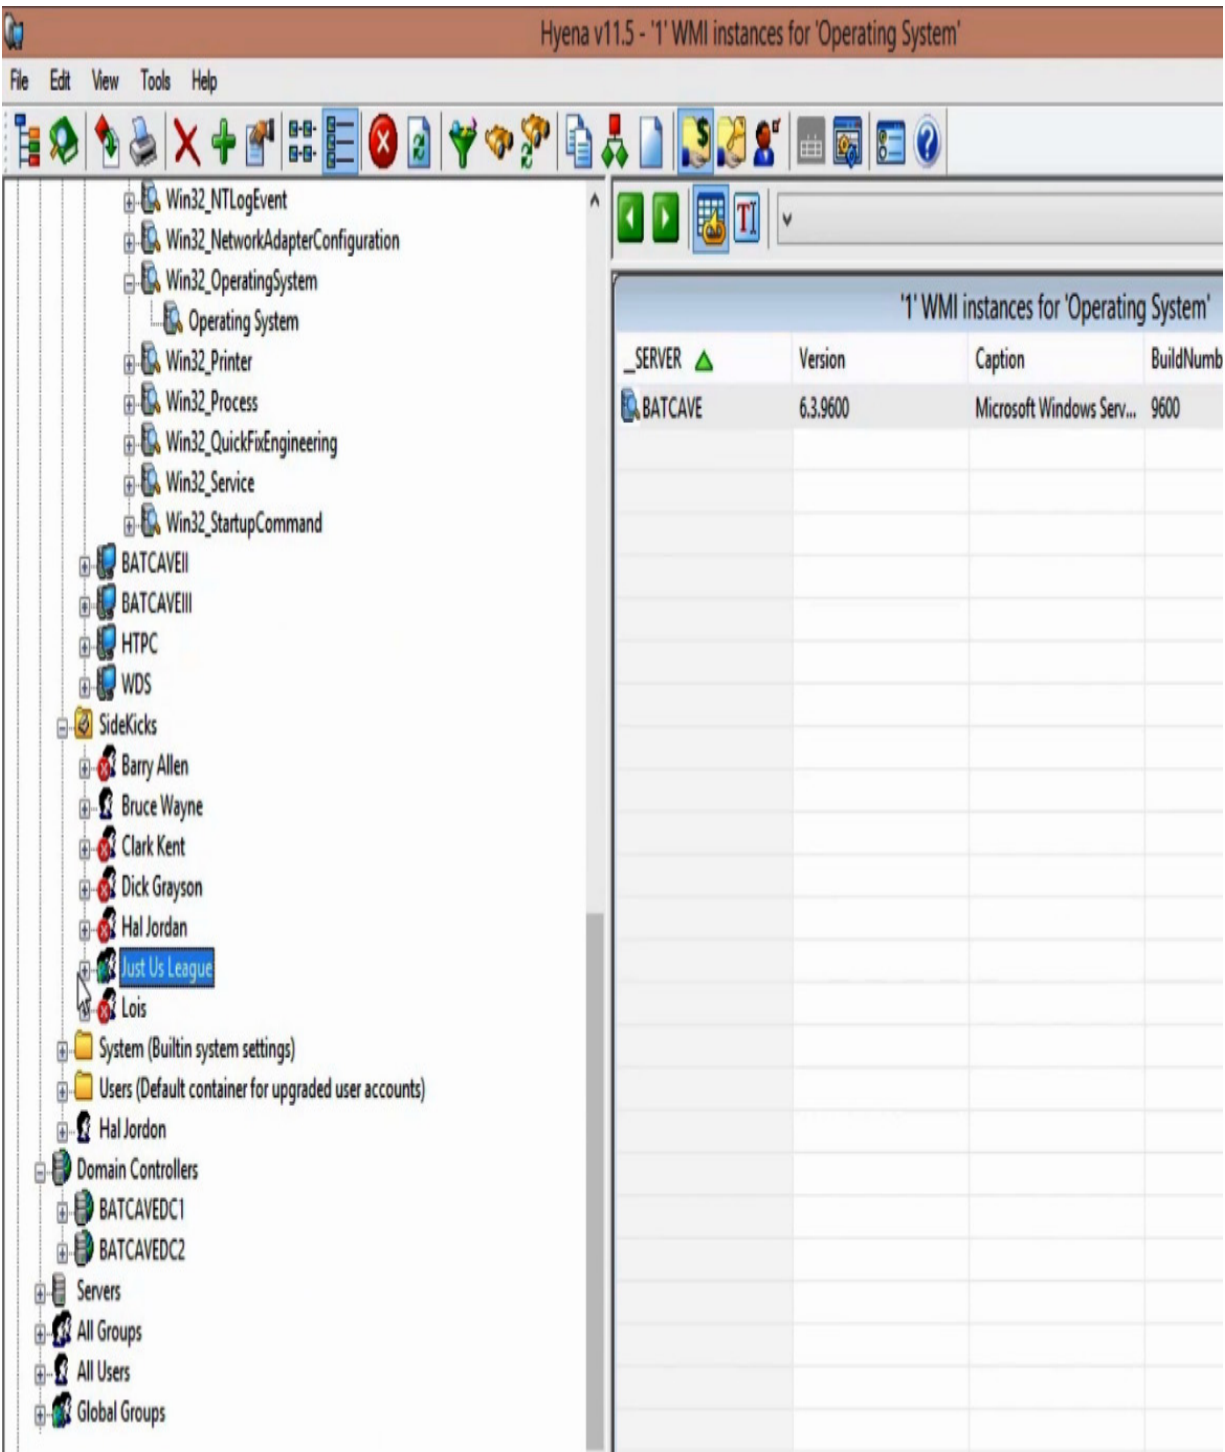 Hyena v11.5 - '1' WMI instances for 'Operating System'
File Edit View Tools Help
Win32_NTLogEvent
Win32_NetworkAdapterConfiguration
Win32_OperatingSystem
Operating System
Win32_Printer
Win32_Process
Win32_QuickFixEngineering
Win32_Service
Win32_StartupCommand
BATCAVEII
BATCAVEIII
HTPC
WDS
SideKicks
Barry Allen
Bruce Wayne
Clark Kent
Dick Grayson
Hal Jordan
Just Us League
Lois
System (Builtin system settings)
Users (Default container for upgraded user accounts)
Hal Jordon
Domain Controllers
BATCAVEDC1
BATCAVEDC2
Servers
All Groups
All Users
Global Groups
'1' WMI instances for 'Operating System'
__SERVER Version Caption BuildNumb
BATCAVE 6.3.9600 Microsoft Windows Serv... 9600